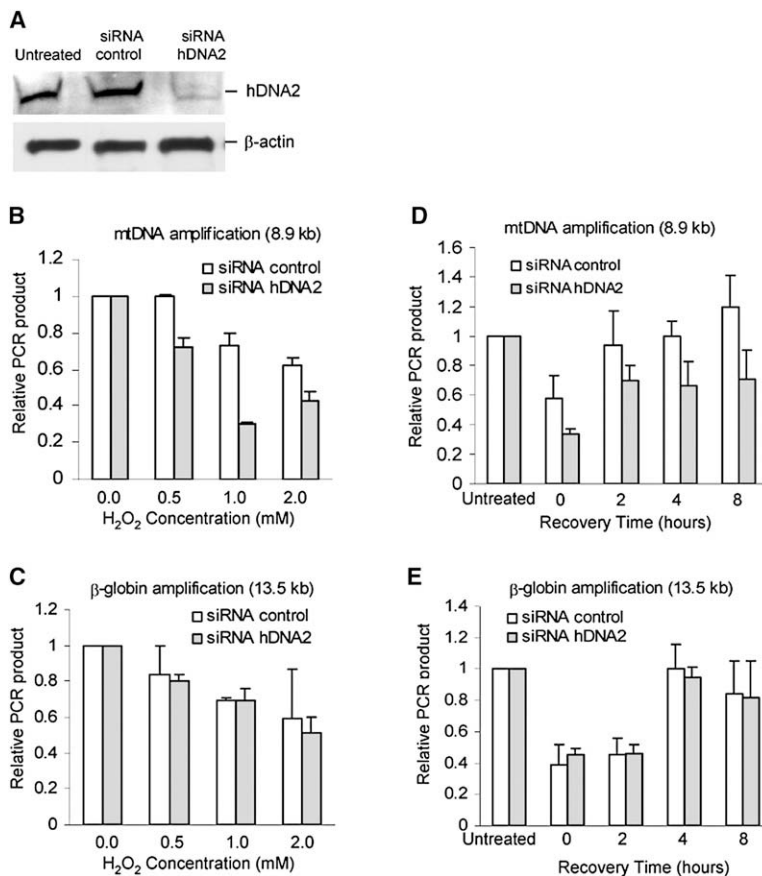 A
Untreated
siRNA
control
siRNA
hDNA2
hDNA2
β-actin
B
mtDNA amplification (8.9 kb)
siRNA control
siRNA hDNA2
Relative PCR product
1.2
1
0.8
0.6
0.4
0.2
0
0.0 0.5 1.0 2.0
H₂O₂ Concentration (mM)
D
mtDNA amplification (8.9 kb)
siRNA control
siRNA hDNA2
Relative PCR product
1.6
1.4
1.2
1
0.8
0.6
0.4
0.2
0
Untreated 0 2 4 8
Recovery Time (hours)
C
β-globin amplification (13.5 kb)
siRNA control
siRNA hDNA2
Relative PCR product
1.2
1
0.8
0.6
0.4
0.2
0
0.0 0.5 1.0 2.0
H₂O₂ Concentration (mM)
E
β-globin amplification (13.5 kb)
siRNA control
siRNA hDNA2
Relative PCR product
1.4
1.2
1
0.8
0.6
0.4
0.2
0
Untreated 0 2 4 8
Recovery Time (hours)